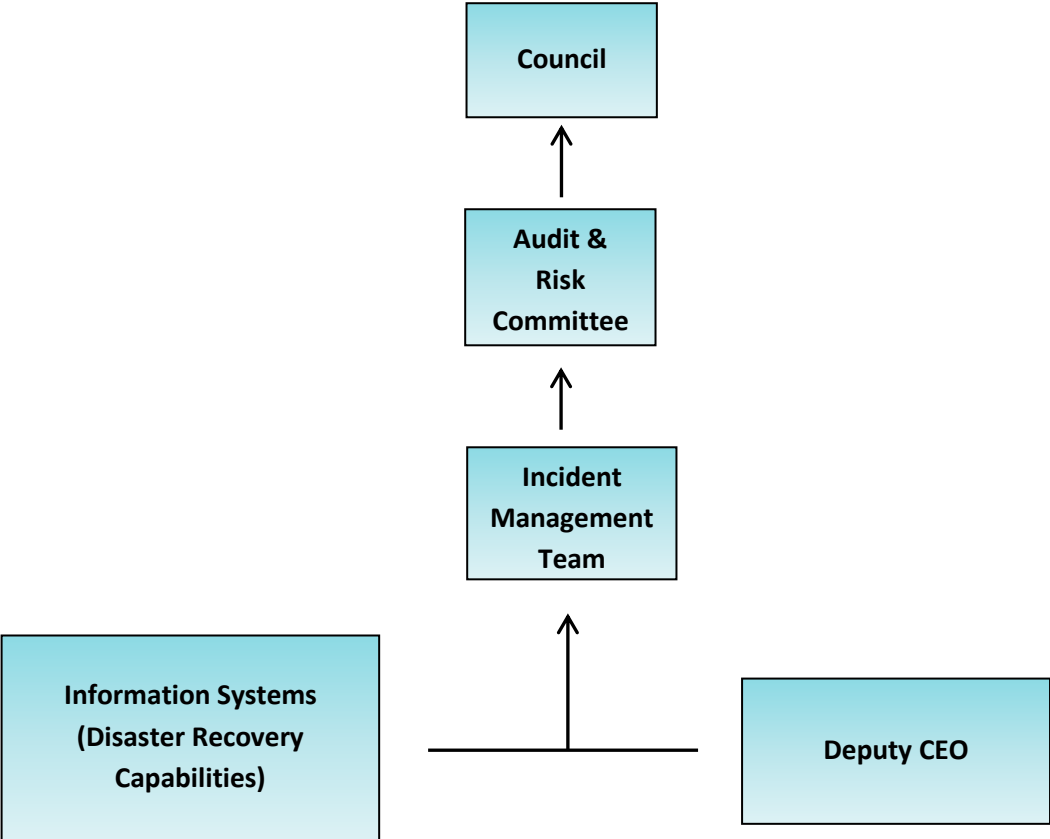 Council
Audit &
Risk
Committee
Incident
Management
Team
Information Systems
(Disaster Recovery
Capabilities)
Deputy CEO